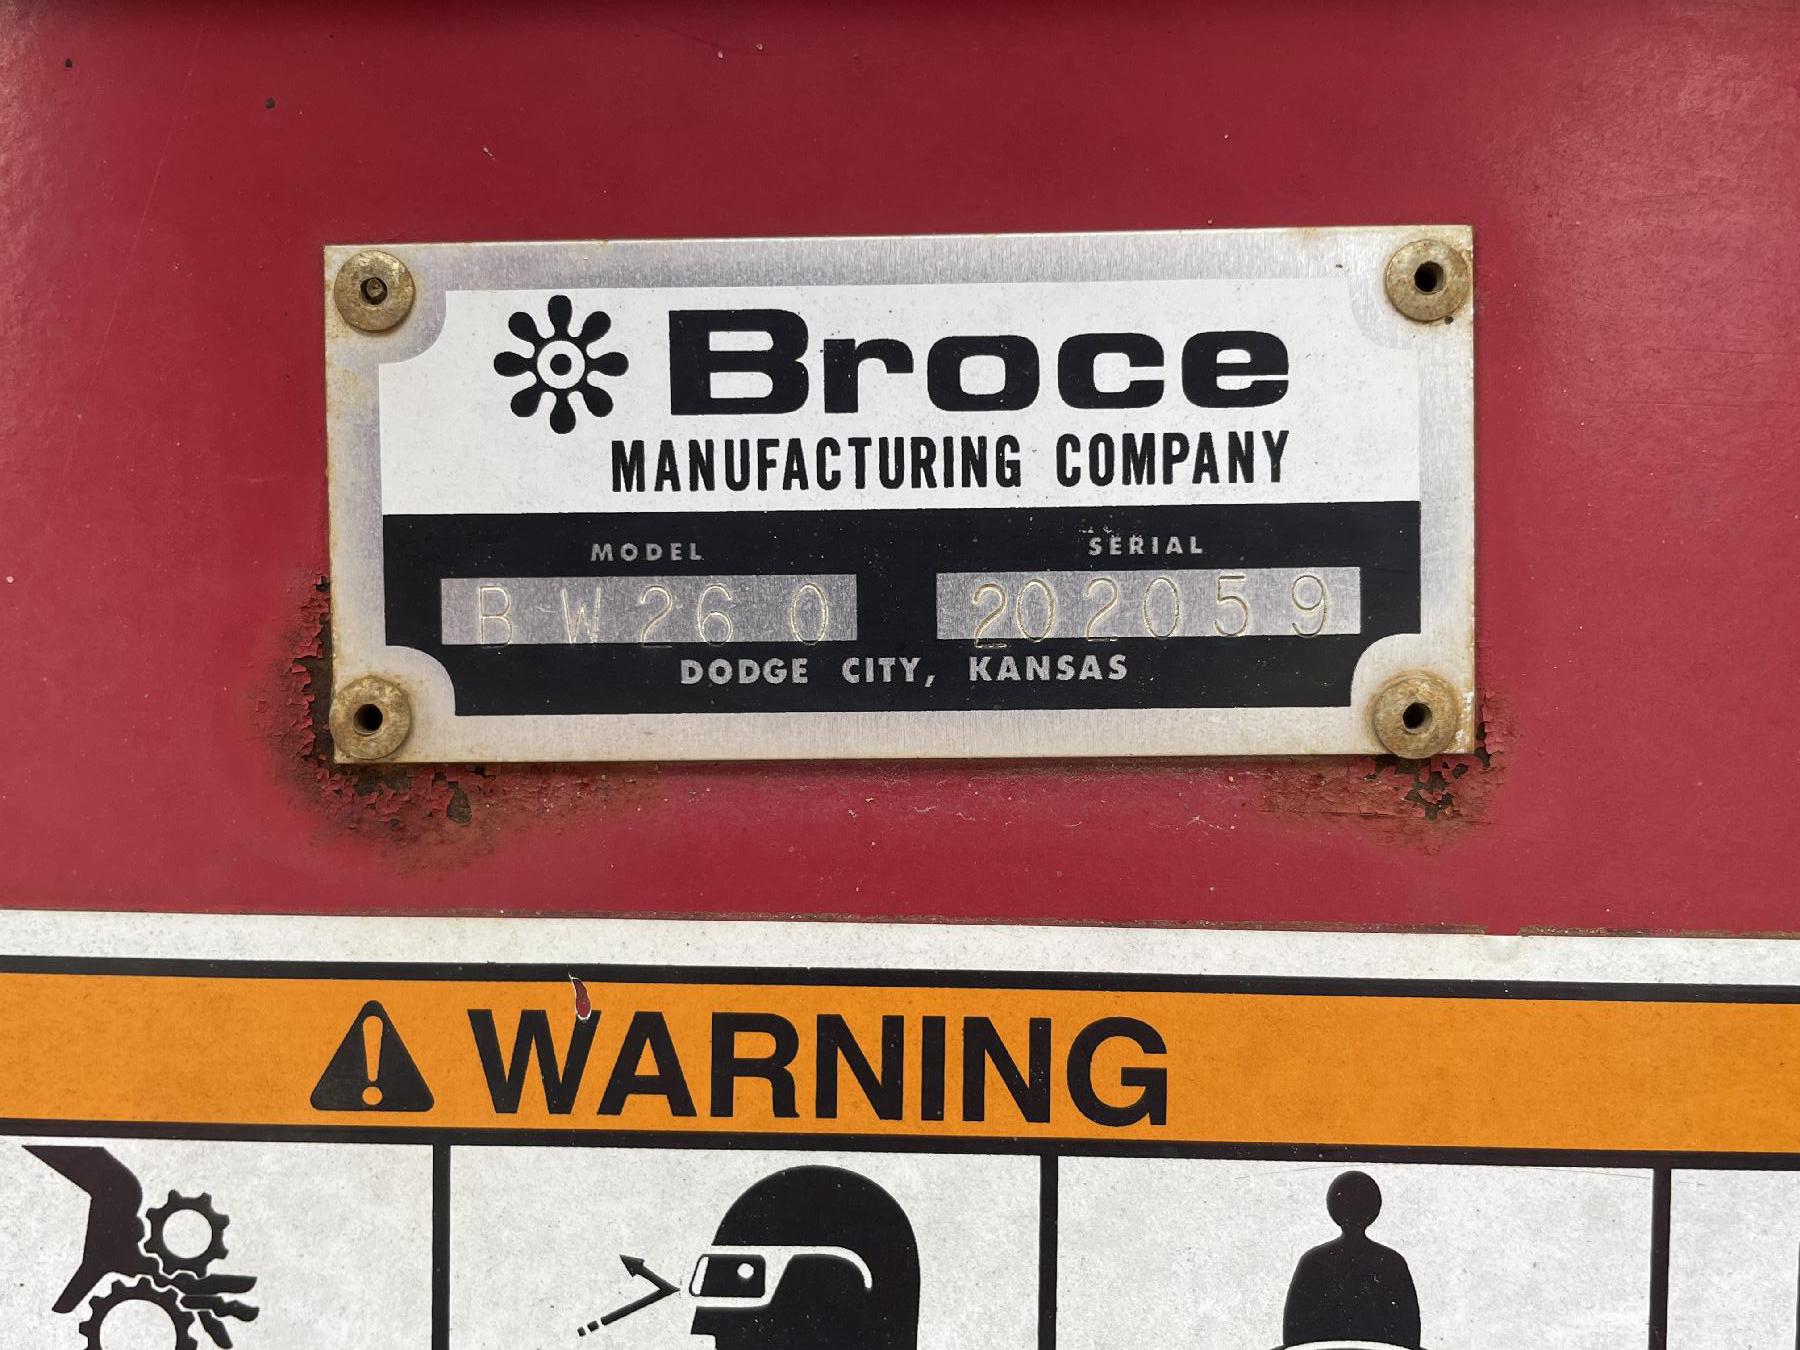 Broce
MANUFACTURING COMPANY
MODEL SERIAL
BW260 202059
DODGE CITY, KANSAS
WARNING